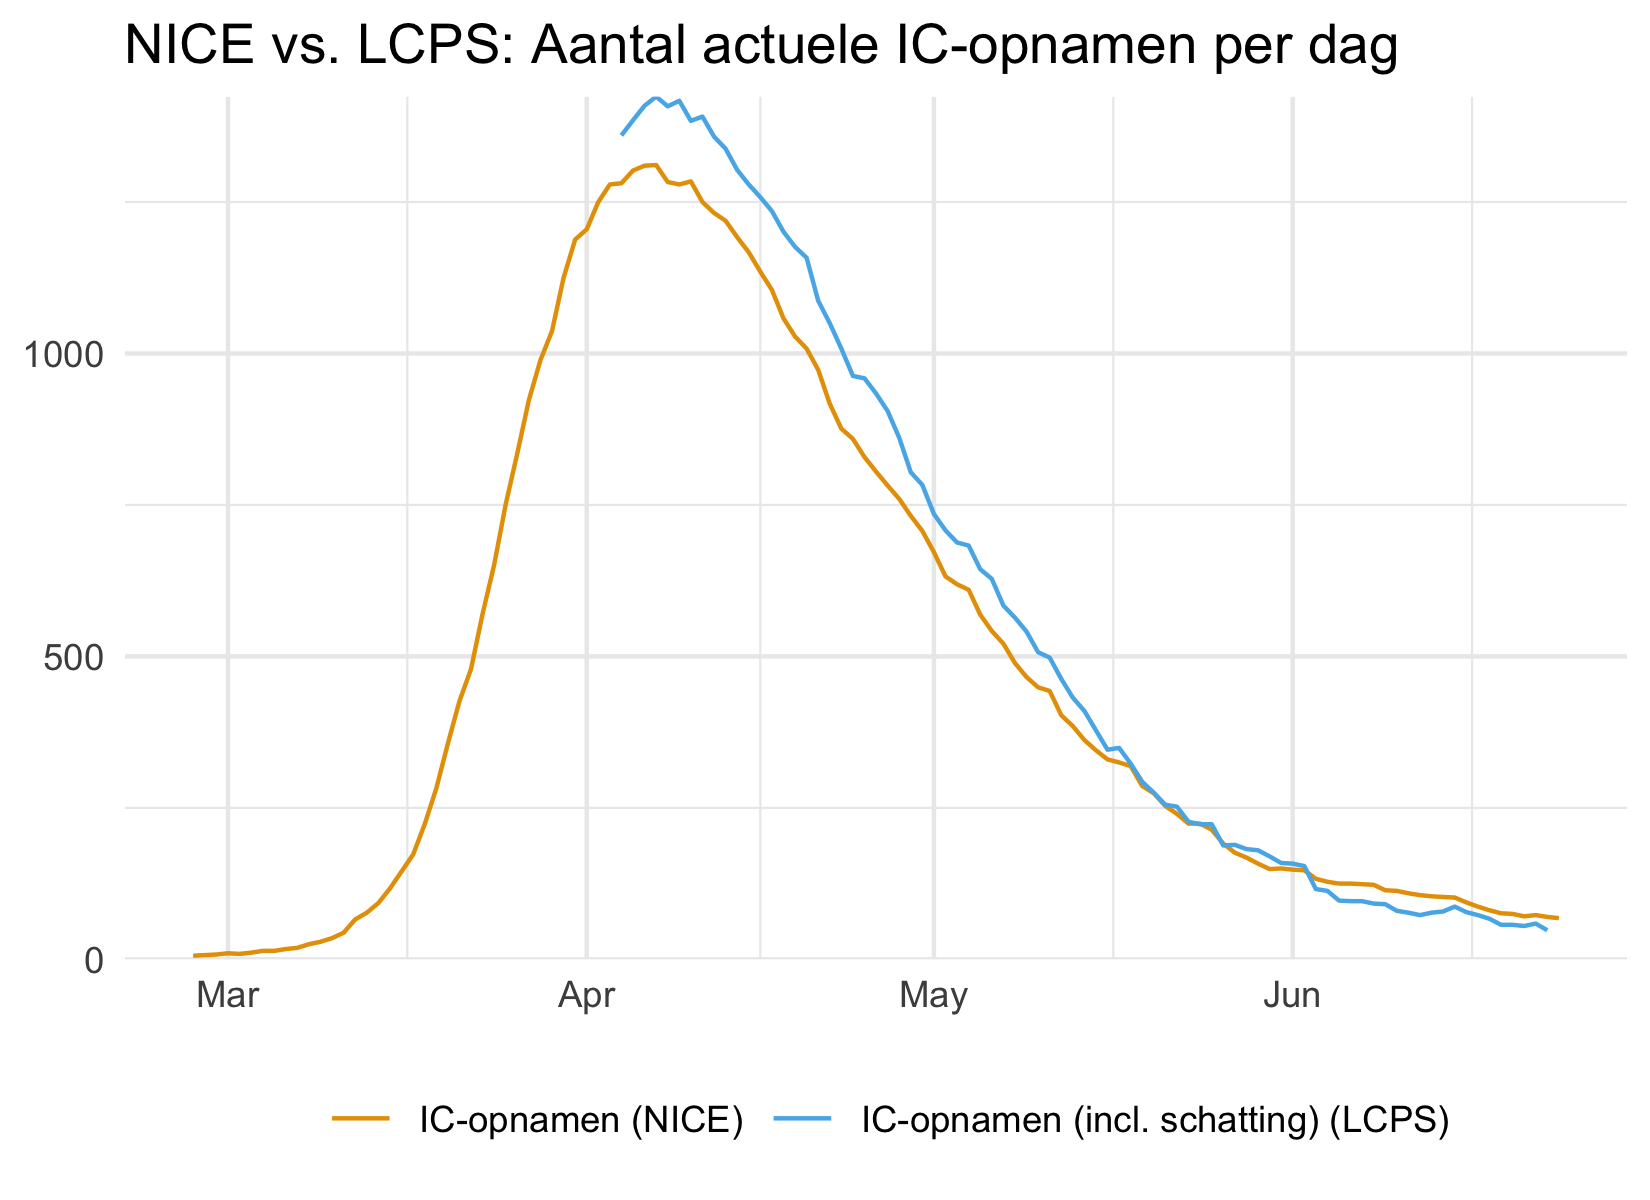 NICE vs. LCPS: Aantal actuele IC-opnamen per dag
1000
500
0
Mar Apr May Jun
IC-opnamen (NICE) IC-opnamen (incl. schatting) (LCPS)